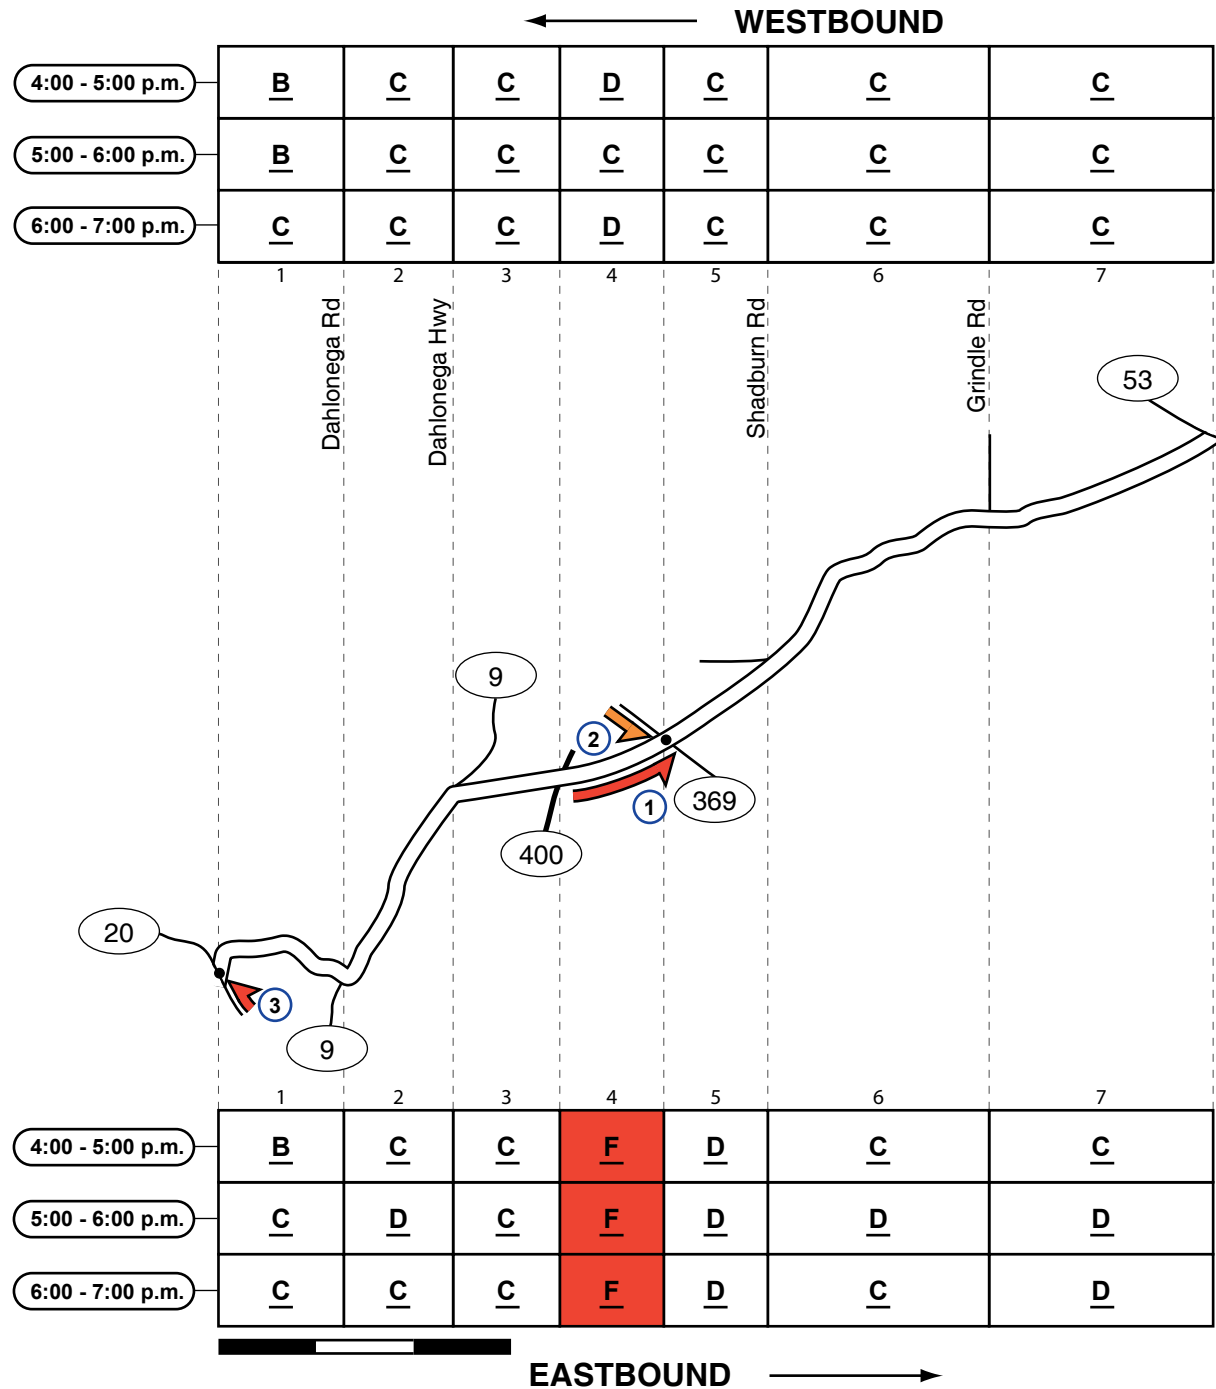 WESTBOUND
4:00 - 5:00 p.m. B C C D C C C
5:00 - 6:00 p.m. B C C C C C C
6:00 - 7:00 p.m. C C C D C C C
1 2 3 4 5 6 7
Dahlonega Rd
Dahlonega Hwy
Shadburn Rd
Grindle Rd
53
9
2
1
369
400
20
3
9
1 2 3 4 5 6 7
4:00 - 5:00 p.m. B C C F D C C
5:00 - 6:00 p.m. C D C F D D D
6:00 - 7:00 p.m. C C C F D C D
EASTBOUND